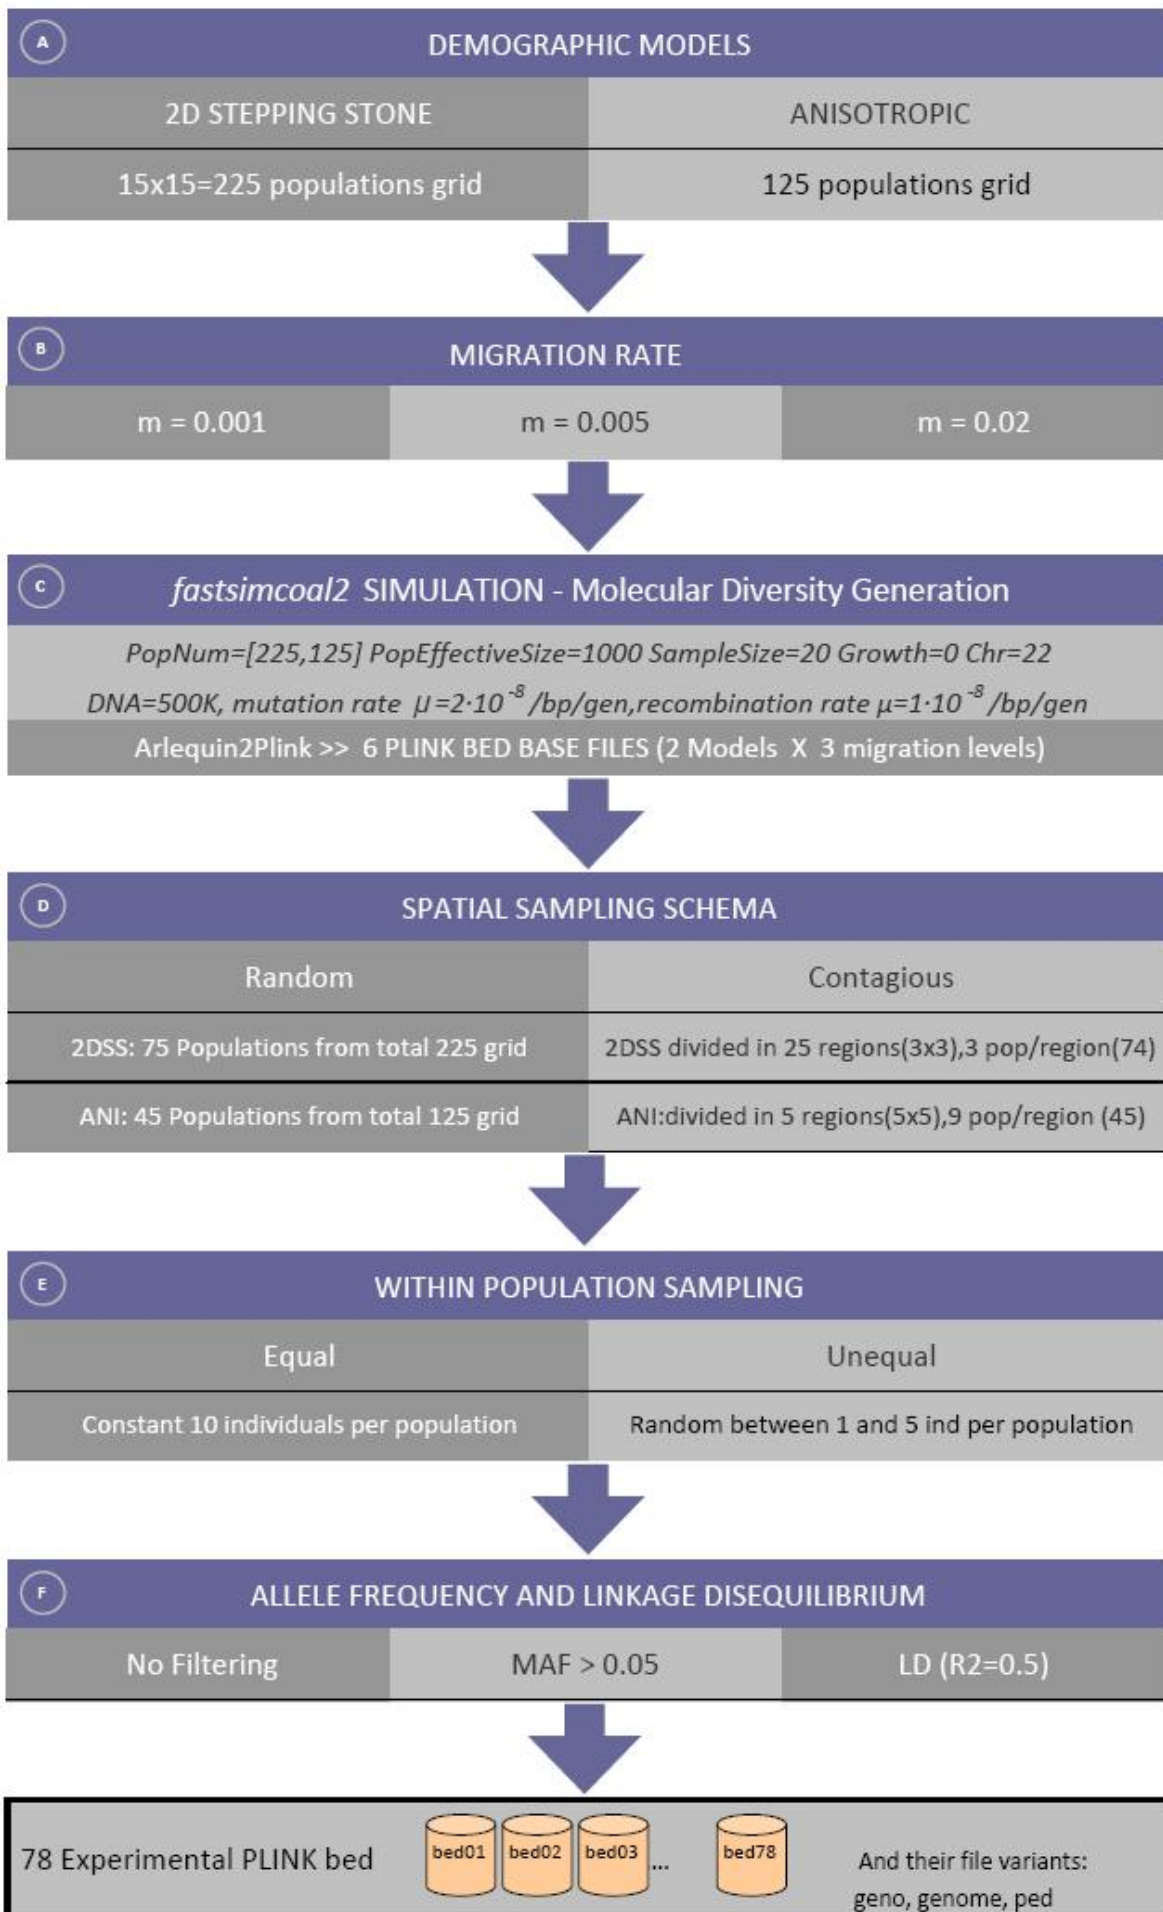 A
DEMOGRAPHIC MODELS
2D STEPPING STONE
ANISOTROPIC
15x15=225 populations grid
125 populations grid
B
MIGRATION RATE
m = 0.001
m = 0.005
m = 0.02
C
fastsimcoal2 SIMULATION - Molecular Diversity Generation
PopNum=[225,125] PopEffectiveSize=1000 SampleSize=20 Growth=0 Chr=22
DNA=500K, mutation rate μ=2·10⁻⁸/bp/gen,recombination rate μ=1·10⁻⁸/bp/gen
Arlequin2Plink >> 6 PLINK BED BASE FILES (2 Models X 3 migration levels)
D
SPATIAL SAMPLING SCHEMA
Random
Contagious
2DSS: 75 Populations from total 225 grid
2DSS divided in 25 regions(3x3),3 pop/region(74)
ANI: 45 Populations from total 125 grid
ANI:divided in 5 regions(5x5),9 pop/region (45)
E
WITHIN POPULATION SAMPLING
Equal
Unequal
Constant 10 individuals per population
Random between 1 and 5 ind per population
F
ALLELE FREQUENCY AND LINKAGE DISEQUILIBRIUM
No Filtering
MAF > 0.05
LD (R2=0.5)
78 Experimental PLINK bed
bed01
bed02
bed03
...
bed78
And their file variants:
geno, genome, ped